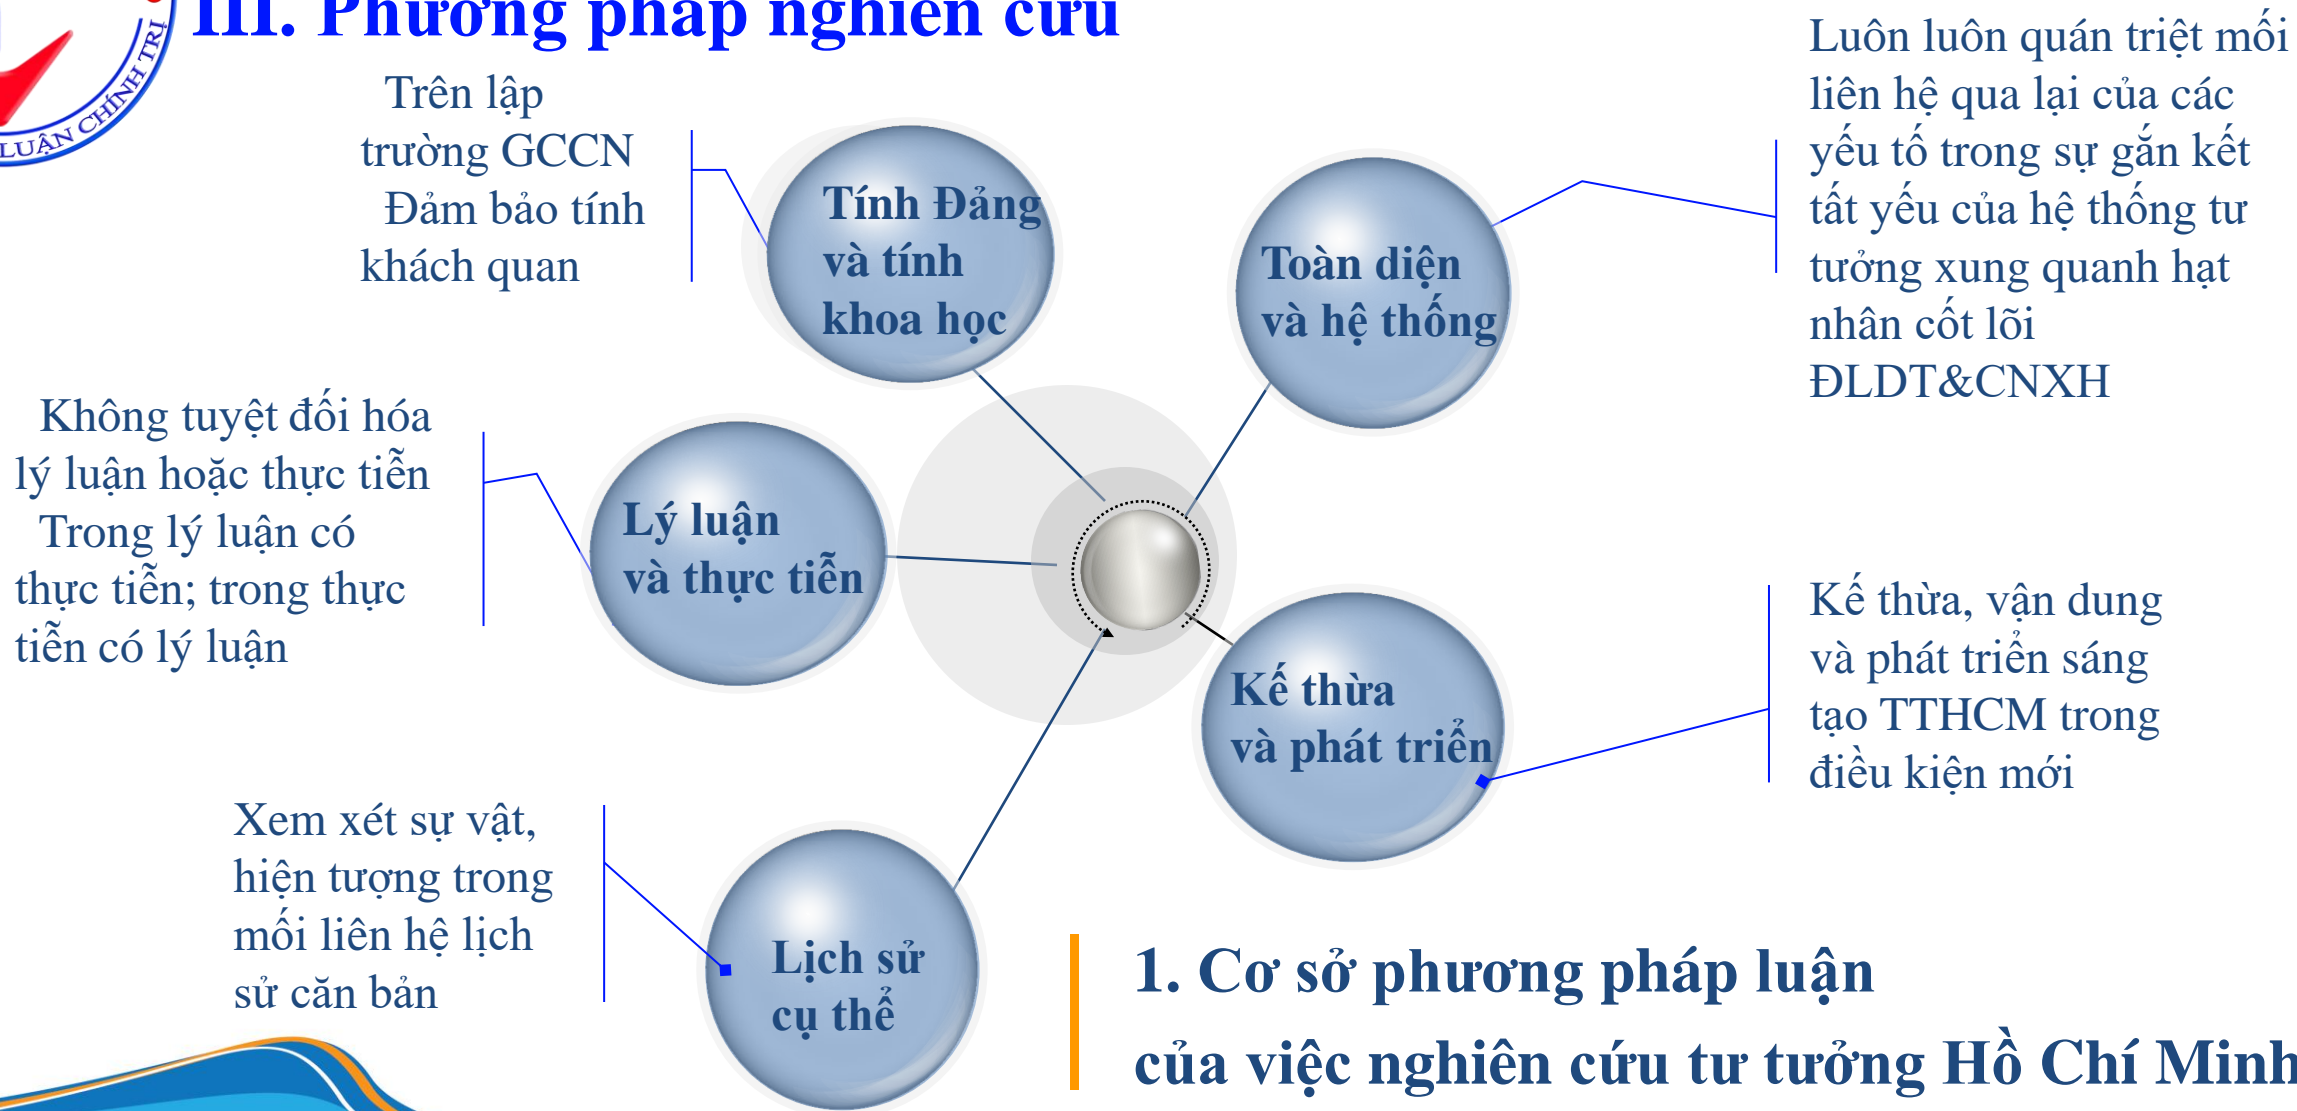 III. Phương pháp nghiên cứu
LUẬN CHÍNH TRỊ
Trên lập
trường GCCN
Đảm bảo tính
khách quan
Tính Đảng
và tính
khoa học
Toàn diện
và hệ thống
Luôn luôn quán triệt mối
liên hệ qua lại của các
yếu tố trong sự gắn kết
tất yếu của hệ thống tư
tưởng xung quanh hạt
nhân cốt lõi
ĐLDT&CNXH
Không tuyệt đối hóa
lý luận hoặc thực tiễn
Trong lý luận có
thực tiễn; trong thực
tiễn có lý luận
Lý luận
và thực tiễn
Kế thừa
và phát triển
Kế thừa, vận dung
và phát triển sáng
tạo TTHCM trong
điều kiện mới
Xem xét sự vật,
hiện tượng trong
mối liên hệ lịch
sử căn bản
Lịch sử
cụ thể
1. Cơ sở phương pháp luận
của việc nghiên cứu tư tưởng Hồ Chí Minh